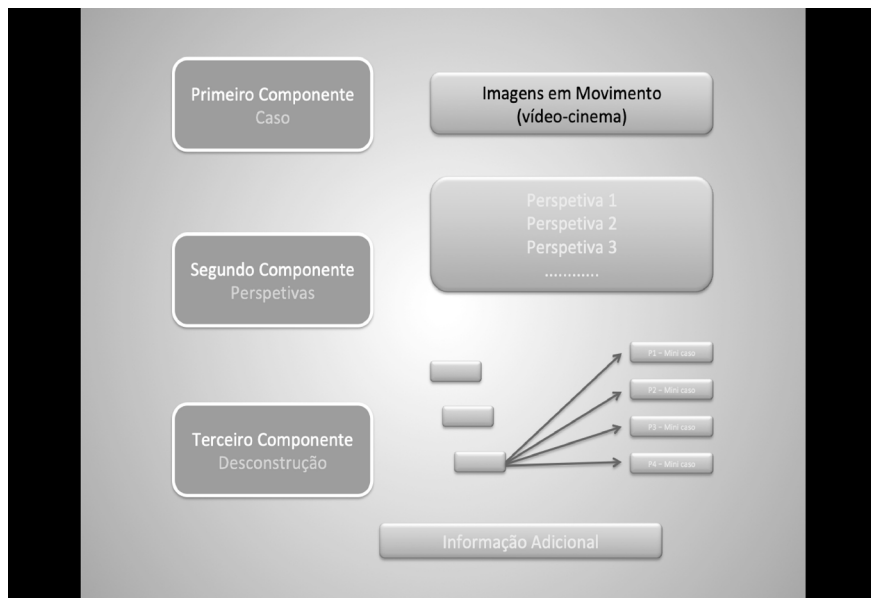 Primeiro Componente
Caso
Imagens em Movimento
(vídeo-cinema)
Perspetiva 1
Perspetiva 2
Perspetiva 3
............
Segundo Componente
Perspetivas
Terceiro Componente
Desconstrução
P1 – Mini caso
P2 – Mini caso
P3 – Mini caso
P4 – Mini caso
Informação Adicional